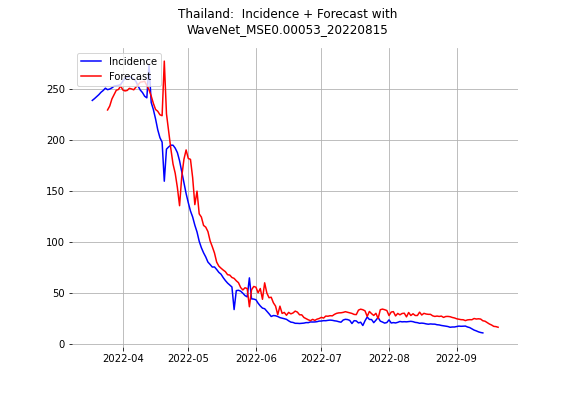 Thailand:  Incidence + Forecast with
WaveNet_MSE0.00053_20220815
Incidence
Forecast
250
200
150
100
50
0
2022-04 2022-05 2022-06 2022-07 2022-08 2022-09